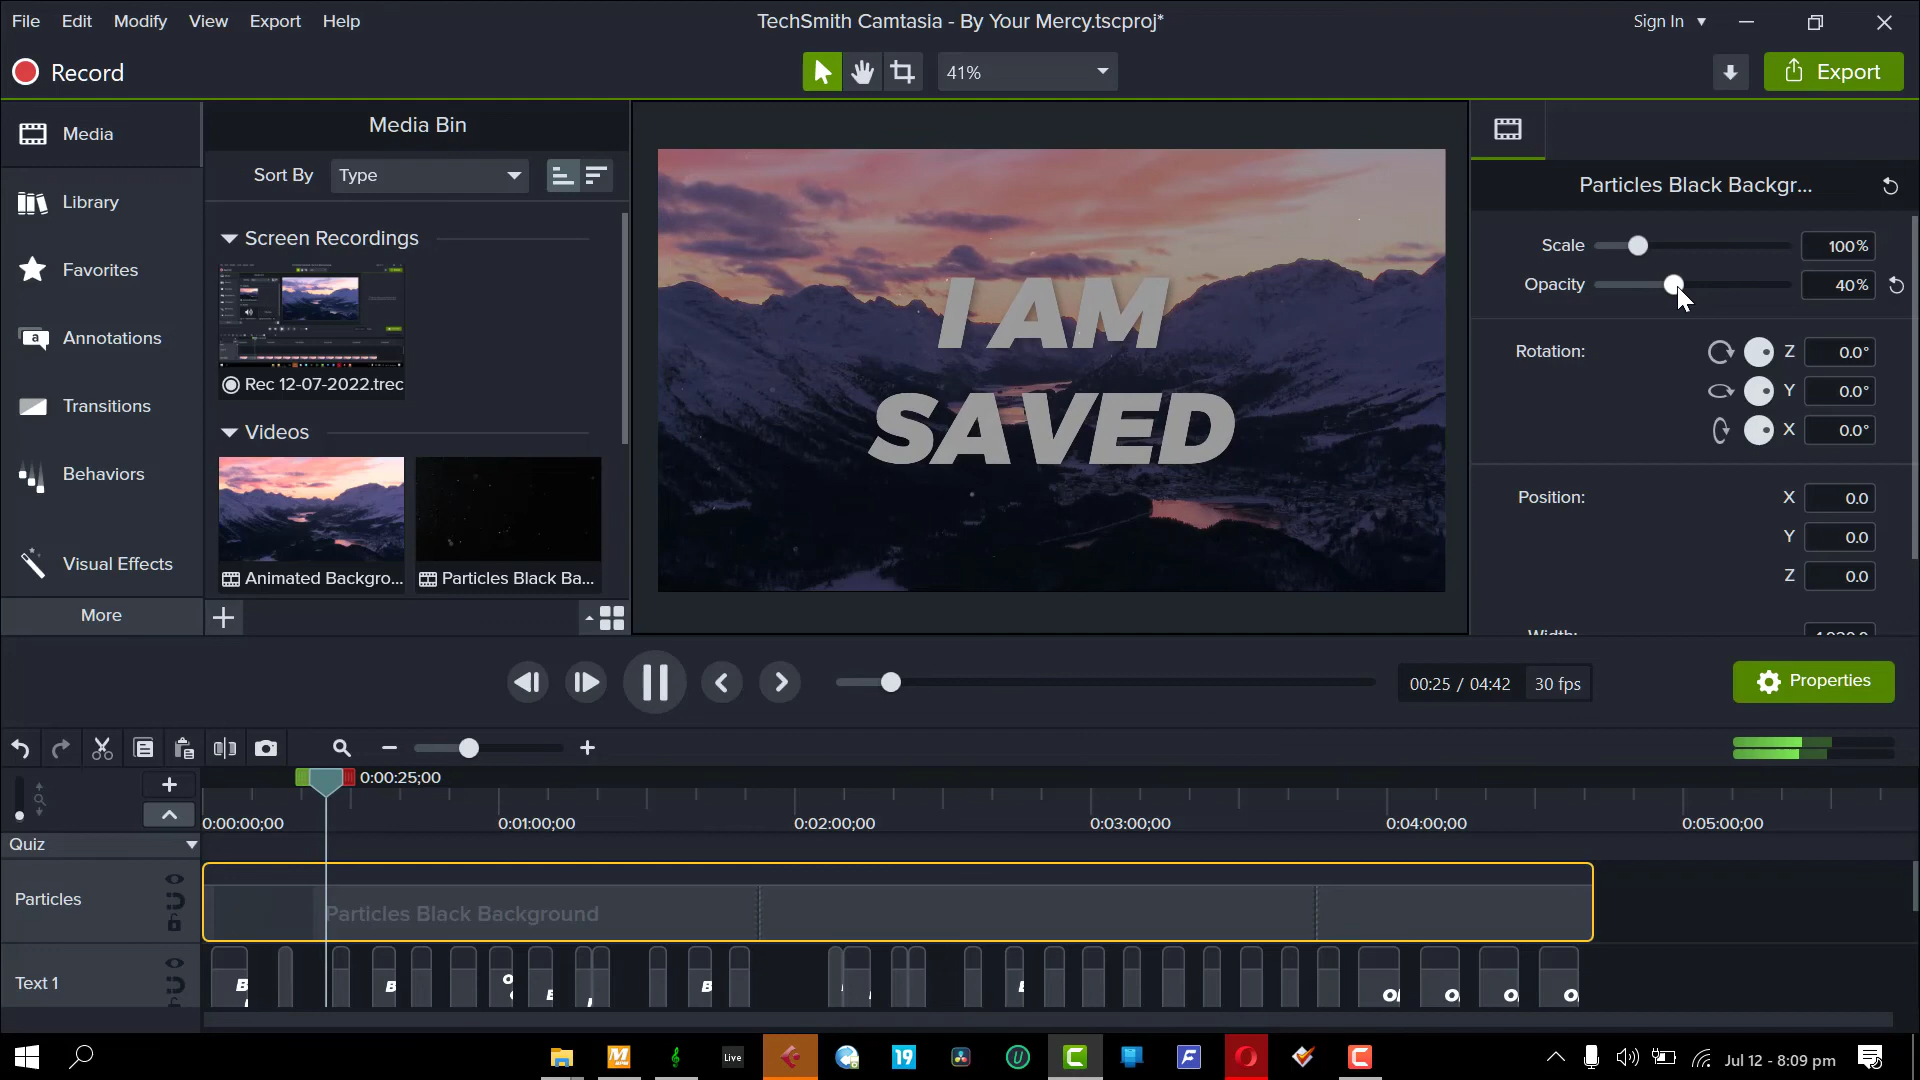 File Edit Modify View Export Help
TechSmith Camtasia - By Your Mercy.tscproj*
Sign In
Record
41%
Export
Media
Library
Favorites
Annotations
Transitions
Behaviors
Visual Effects
More
Media Bin
Sort By Type
Screen Recordings
Rec 12-07-2022.trec
Videos
Animated Backgro...
Particles Black Ba...
I AM
SAVED
Particles Black Backgr...
Scale 100%
Opacity 40%
Rotation: Z 0.0°
Y 0.0°
X 0.0°
Position: X 0.0
Y 0.0
Z 0.0
00:25 / 04:42 30 fps
Properties
0:00:25;00
0:00:00;00 0:01:00;00 0:02:00;00 0:03:00;00 0:04:00;00 0:05:00;00
Quiz
Particles
Particles Black Background
Text 1
Live
19
Jul 12 - 8:09 pm